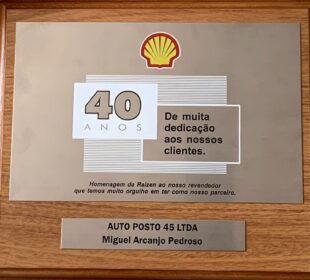 40
ANOS
De muita
dedicação
aos nossos
clientes.
Homenagem da Raízen ao nosso revendedor
que temos muito orgulho em ter como nosso parceiro.
AUTO POSTO 45 LTDA
Miguel Arcanjo Pedroso